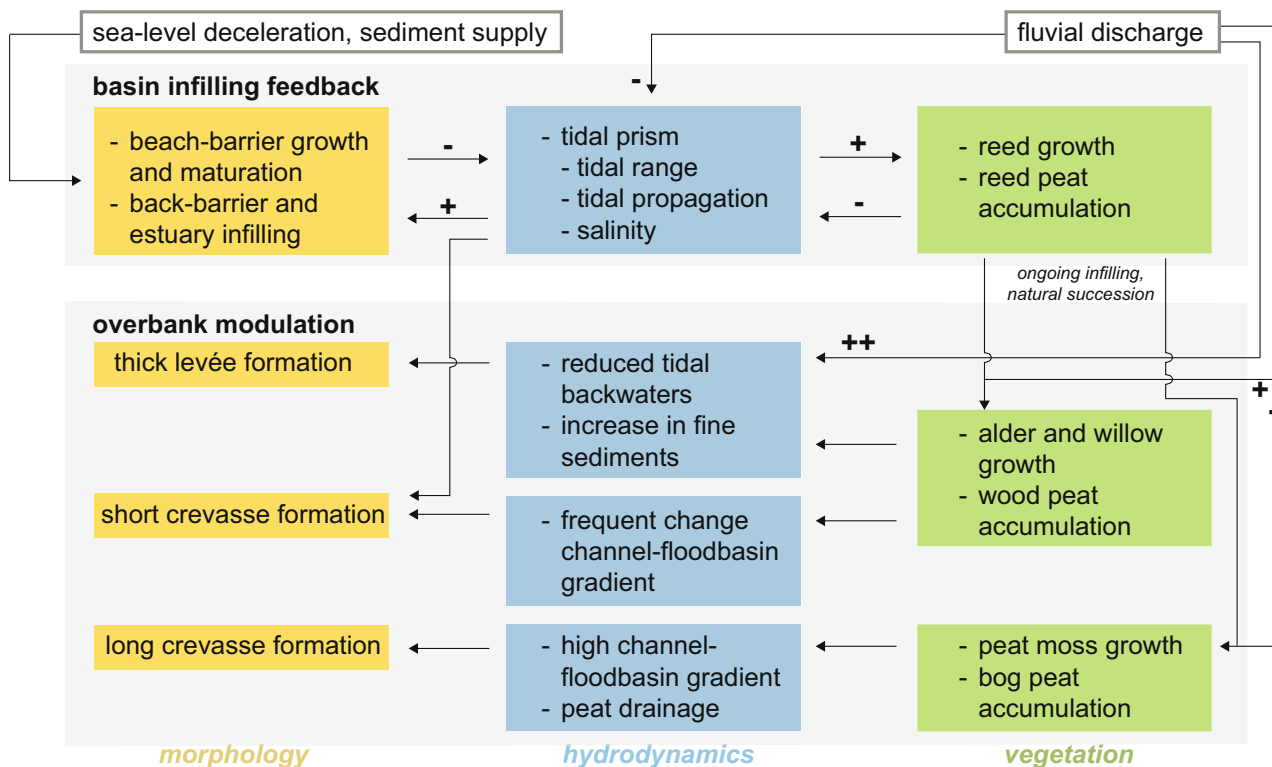 sea-level deceleration, sediment supply
fluvial discharge
basin infilling feedback
-
- beach-barrier growth
and maturation
- back-barrier and
estuary infilling
-
+
- tidal prism
- tidal range
- tidal propagation
- salinity
+
-
- reed growth
- reed peat
accumulation
ongoing infilling,
natural succession
overbank modulation
thick levée formation
- reduced tidal
backwaters
- increase in fine
sediments
++
+
-
- alder and willow
growth
- wood peat
accumulation
short crevasse formation
- frequent change
channel-floodbasin
gradient
long crevasse formation
- high channel-
floodbasin gradient
- peat drainage
- peat moss growth
- bog peat
accumulation
morphology
hydrodynamics
vegetation